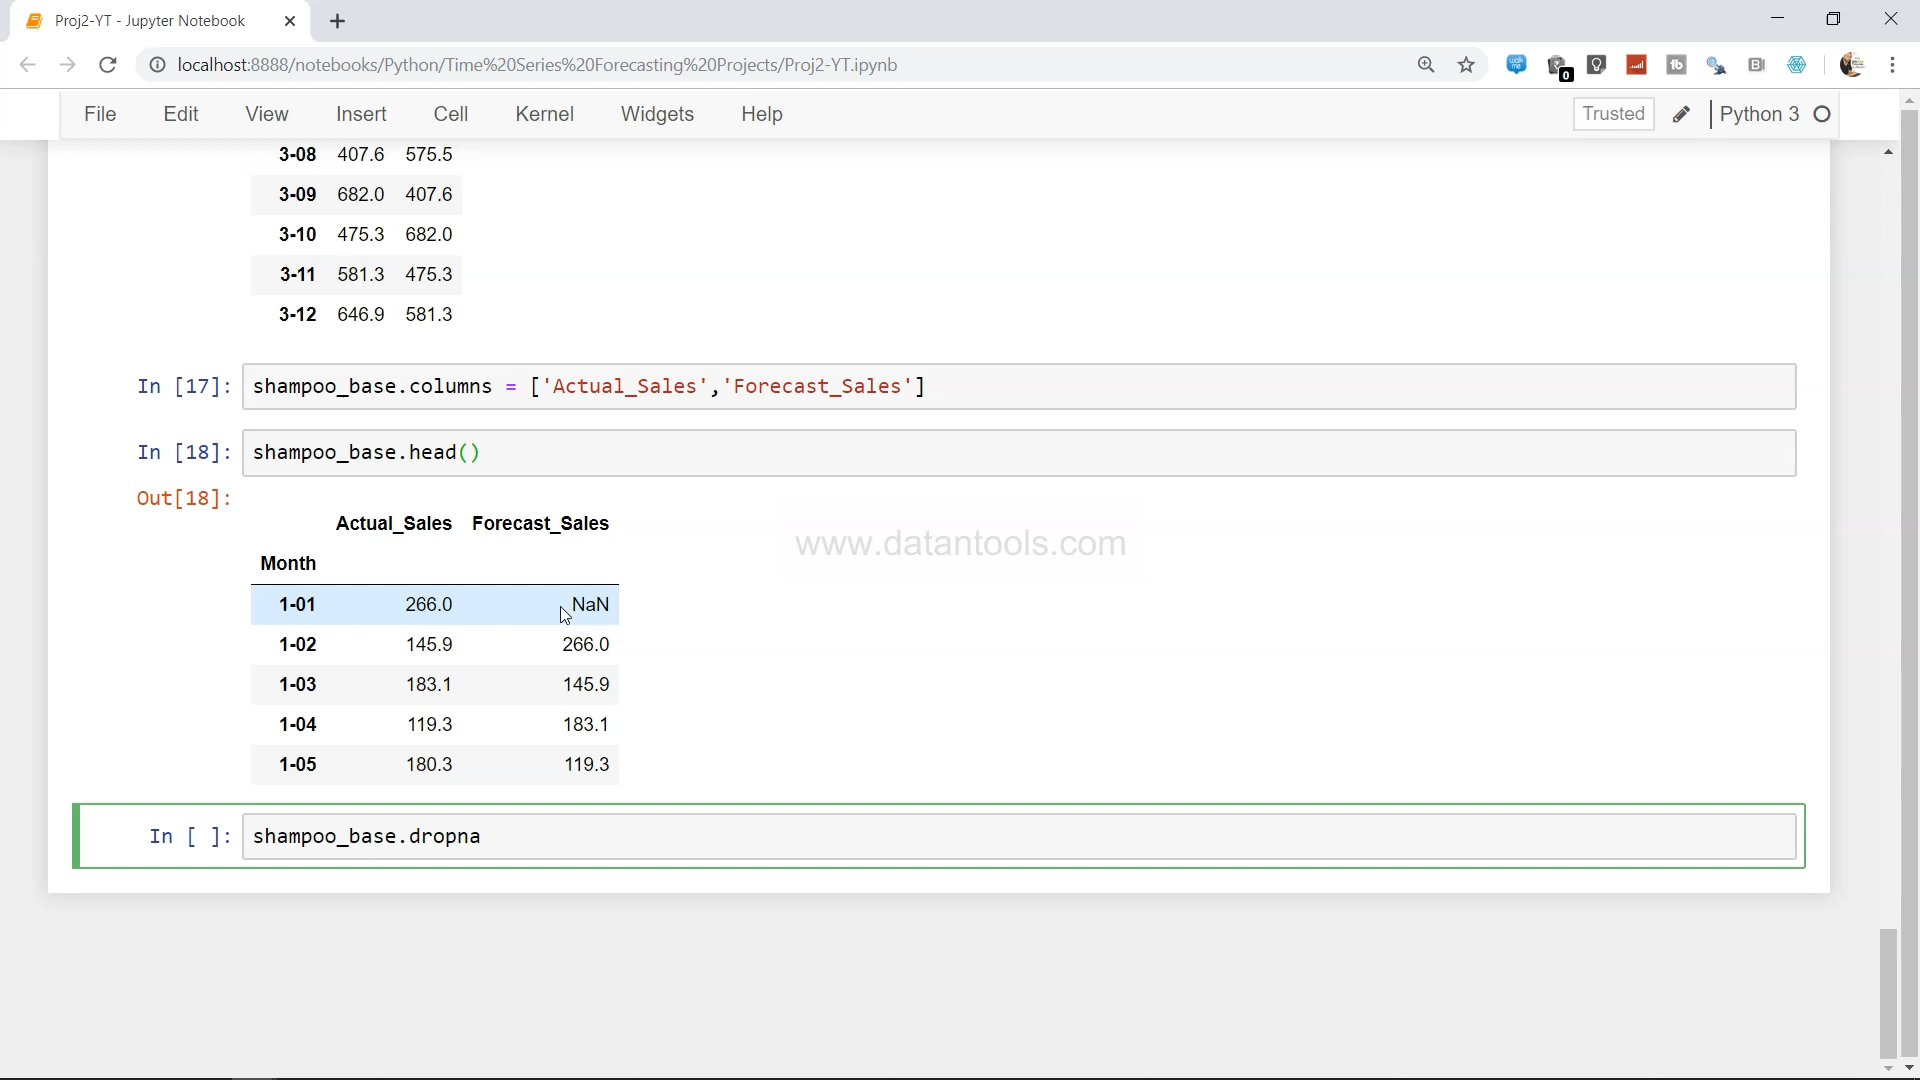 Proj2-YT - Jupyter Notebook
localhost:8888/notebooks/Python/Time%20Series%20Forecasting%20Projects/Proj2-YT.ipynb
0
1b
B
File Edit View Insert Cell Kernel Widgets Help Trusted Python 3
3-08 407.6 575.5
3-09 682.0 407.6
3-10 475.3 682.0
3-11 581.3 475.3
3-12 646.9 581.3
In [17]: shampoo_base.columns = ['Actual_Sales','Forecast_Sales']
In [18]: shampoo_base.head()
Out[18]:
Actual_Sales Forecast_Sales
www.datantools.com
Month
1-01 266.0 NaN
1-02 145.9 266.0
1-03 183.1 145.9
1-04 119.3 183.1
1-05 180.3 119.3
In [ ]: shampoo_base.dropna